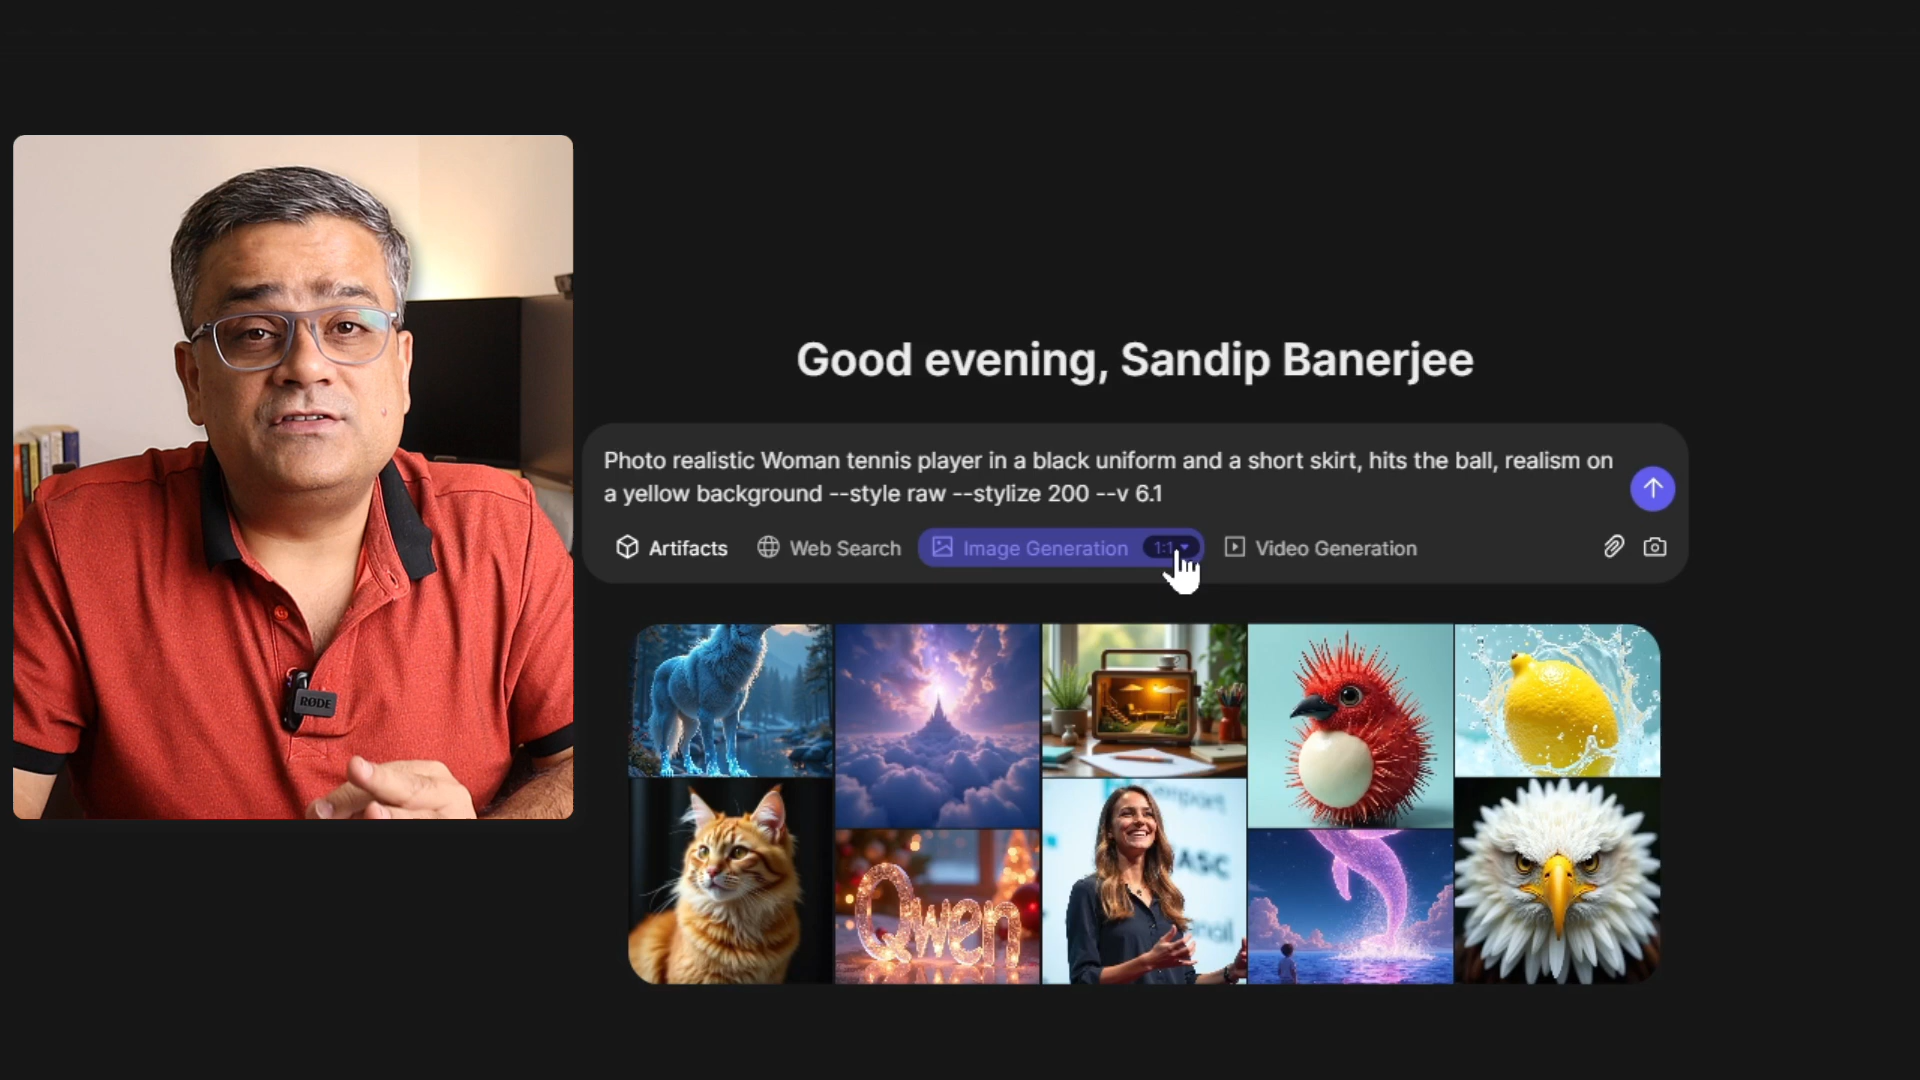 Good evening, Sandip Banerjee
Photo realistic Woman tennis player in a black uniform and a short skirt, hits the ball, realism on
a yellow background --style raw --stylize 200 --v 6.1
Artifacts Web Search Image Generation 1:1 Video Generation
RØDE
Qwen
ASC